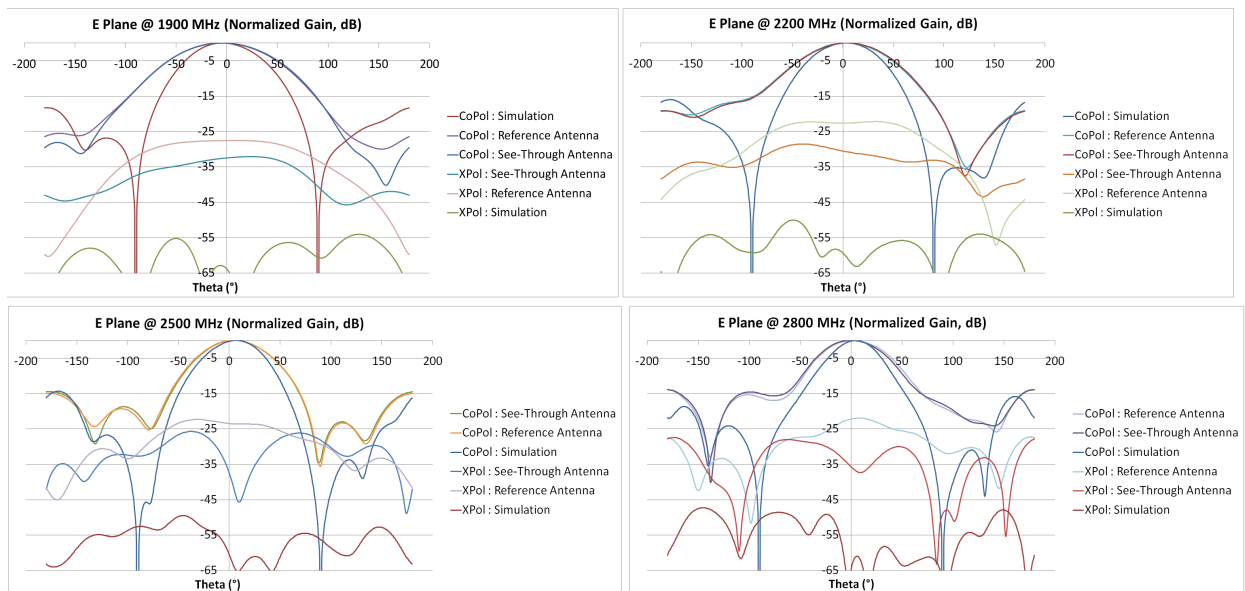 E Plane @ 1900 MHz (Normalized Gain, dB)
-200 -150 -100 -50 0 50 100 150 200
-5
-15
-25
-35
-45
-55
-65
Theta (°)
CoPol : Simulation
CoPol : Reference Antenna
CoPol : See-Through Antenna
XPol : See-Through Antenna
XPol : Reference Antenna
XPol : Simulation
E Plane @ 2200 MHz (Normalized Gain, dB)
-200 -150 -100 -50 0 50 100 150 200
-5
-15
-25
-35
-45
-55
-65
Theta (°)
CoPol : Simulation
CoPol : Reference Antenna
CoPol : See-Through Antenna
XPol : See-Through Antenna
XPol : Reference Antenna
XPol : Simulation
E Plane @ 2500 MHz (Normalized Gain, dB)
-200 -150 -100 -50 0 50 100 150 200
-5
-15
-25
-35
-45
-55
-65
Theta (°)
CoPol : See-Through Antenna
CoPol : Reference Antenna
CoPol : Simulation
XPol : See-Through Antenna
XPol : Reference Antenna
XPol : Simulation
E Plane @ 2800 MHz (Normalized Gain, dB)
-200 -150 -100 -50 0 50 100 150 200
-5
-15
-25
-35
-45
-55
-65
Theta (°)
CoPol : Reference Antenna
CoPol : See-Through Antenna
CoPol : Simulation
XPol : Reference Antenna
XPol : See-Through Antenna
XPol : Simulation